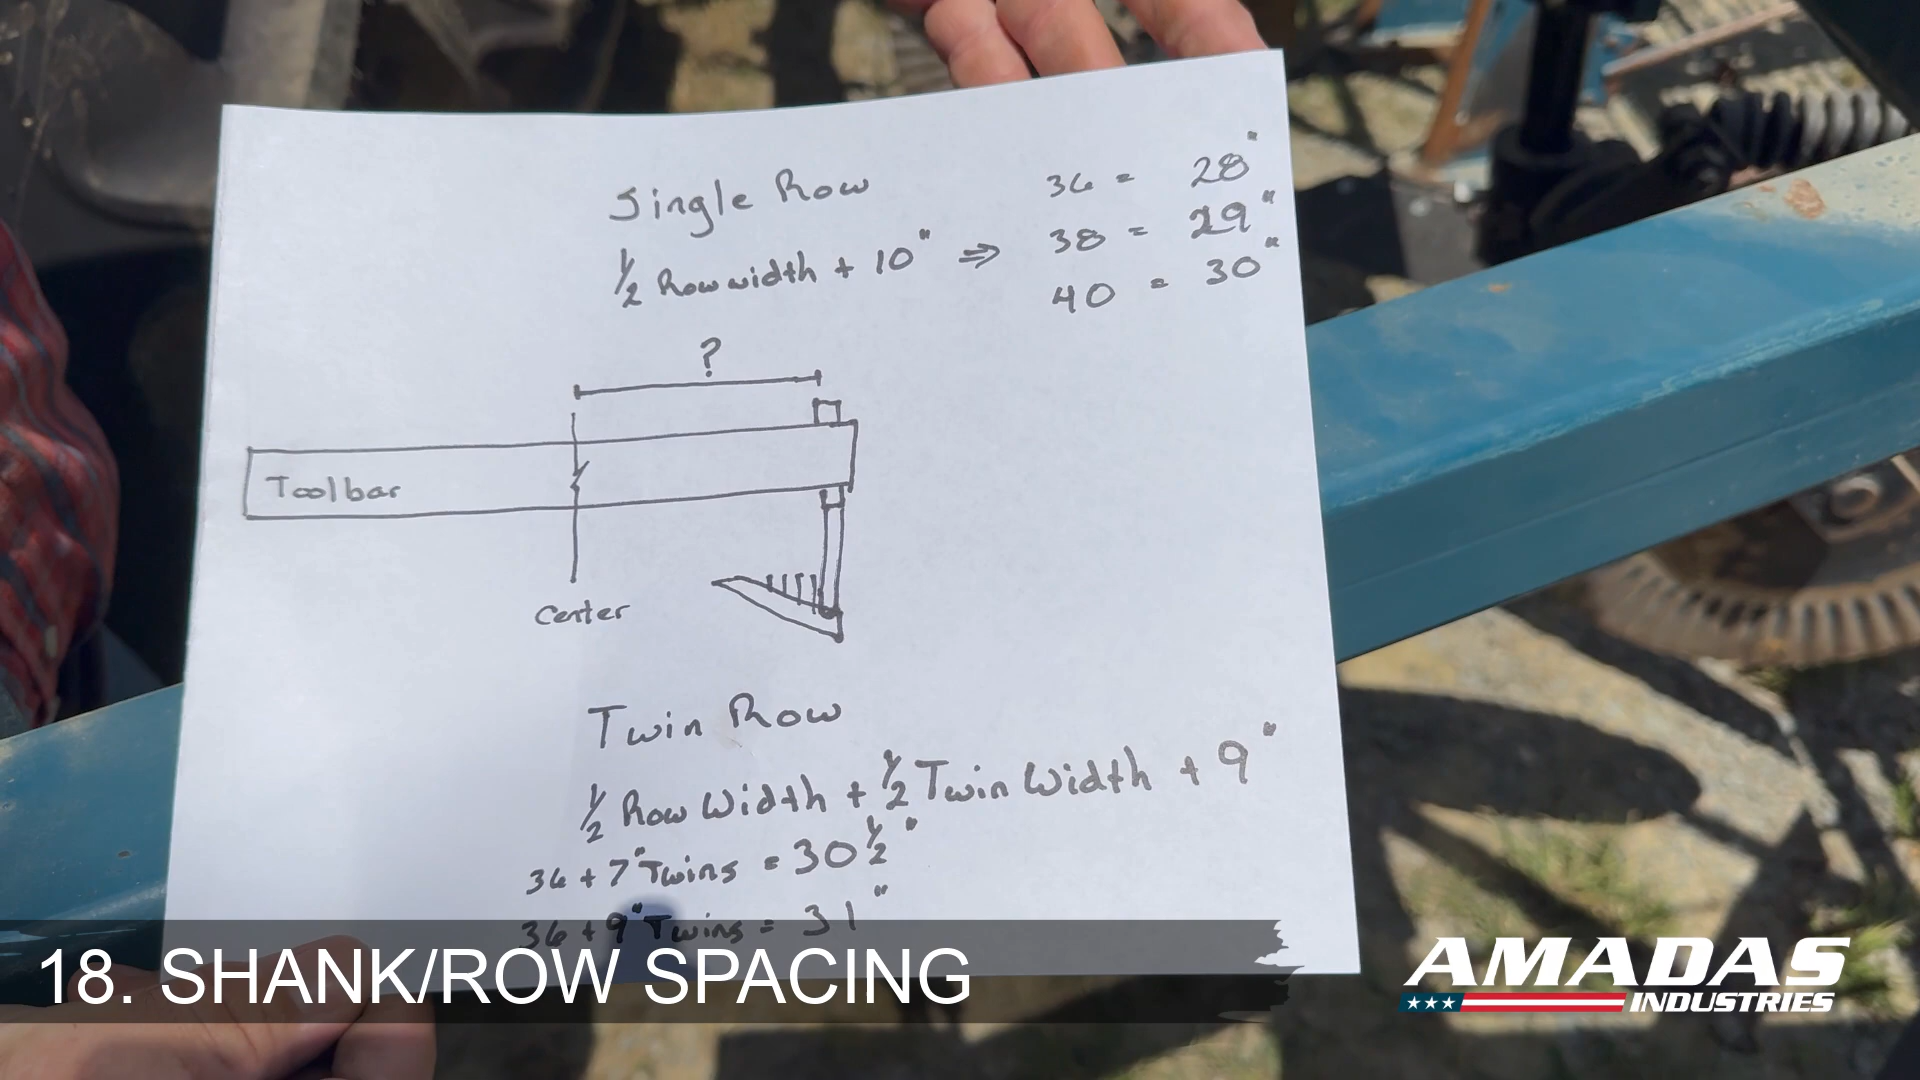 Single Row
1/2 Row width + 10" ⇒
36 = 28"
38 = 29"
40 = 30"
?
Toolbar
Center
Twin Row
1/2 Row Width + 1/2 Twin Width + 9"
36 + 7" Twins = 30 1/2"
36 + 9" Twins = 31"
18. SHANK/ROW SPACING
AMADAS
INDUSTRIES